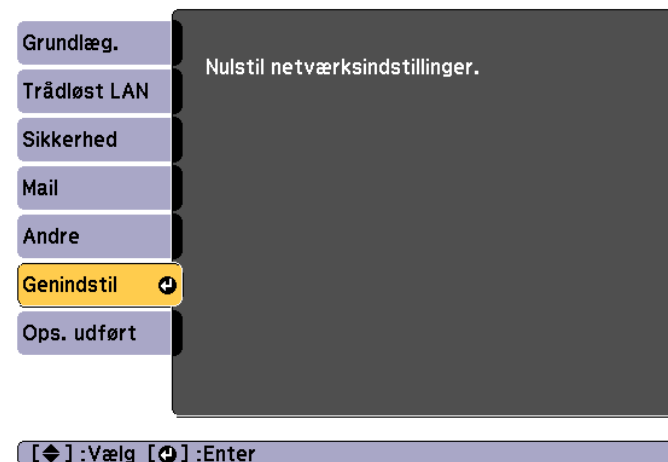 Grundlæg.
Trådløst LAN
Sikkerhed
Mail
Andre
Genindstil
Ops. udført
Nulstil netværksindstillinger.
[◆] :Vælg [⏎] :Enter